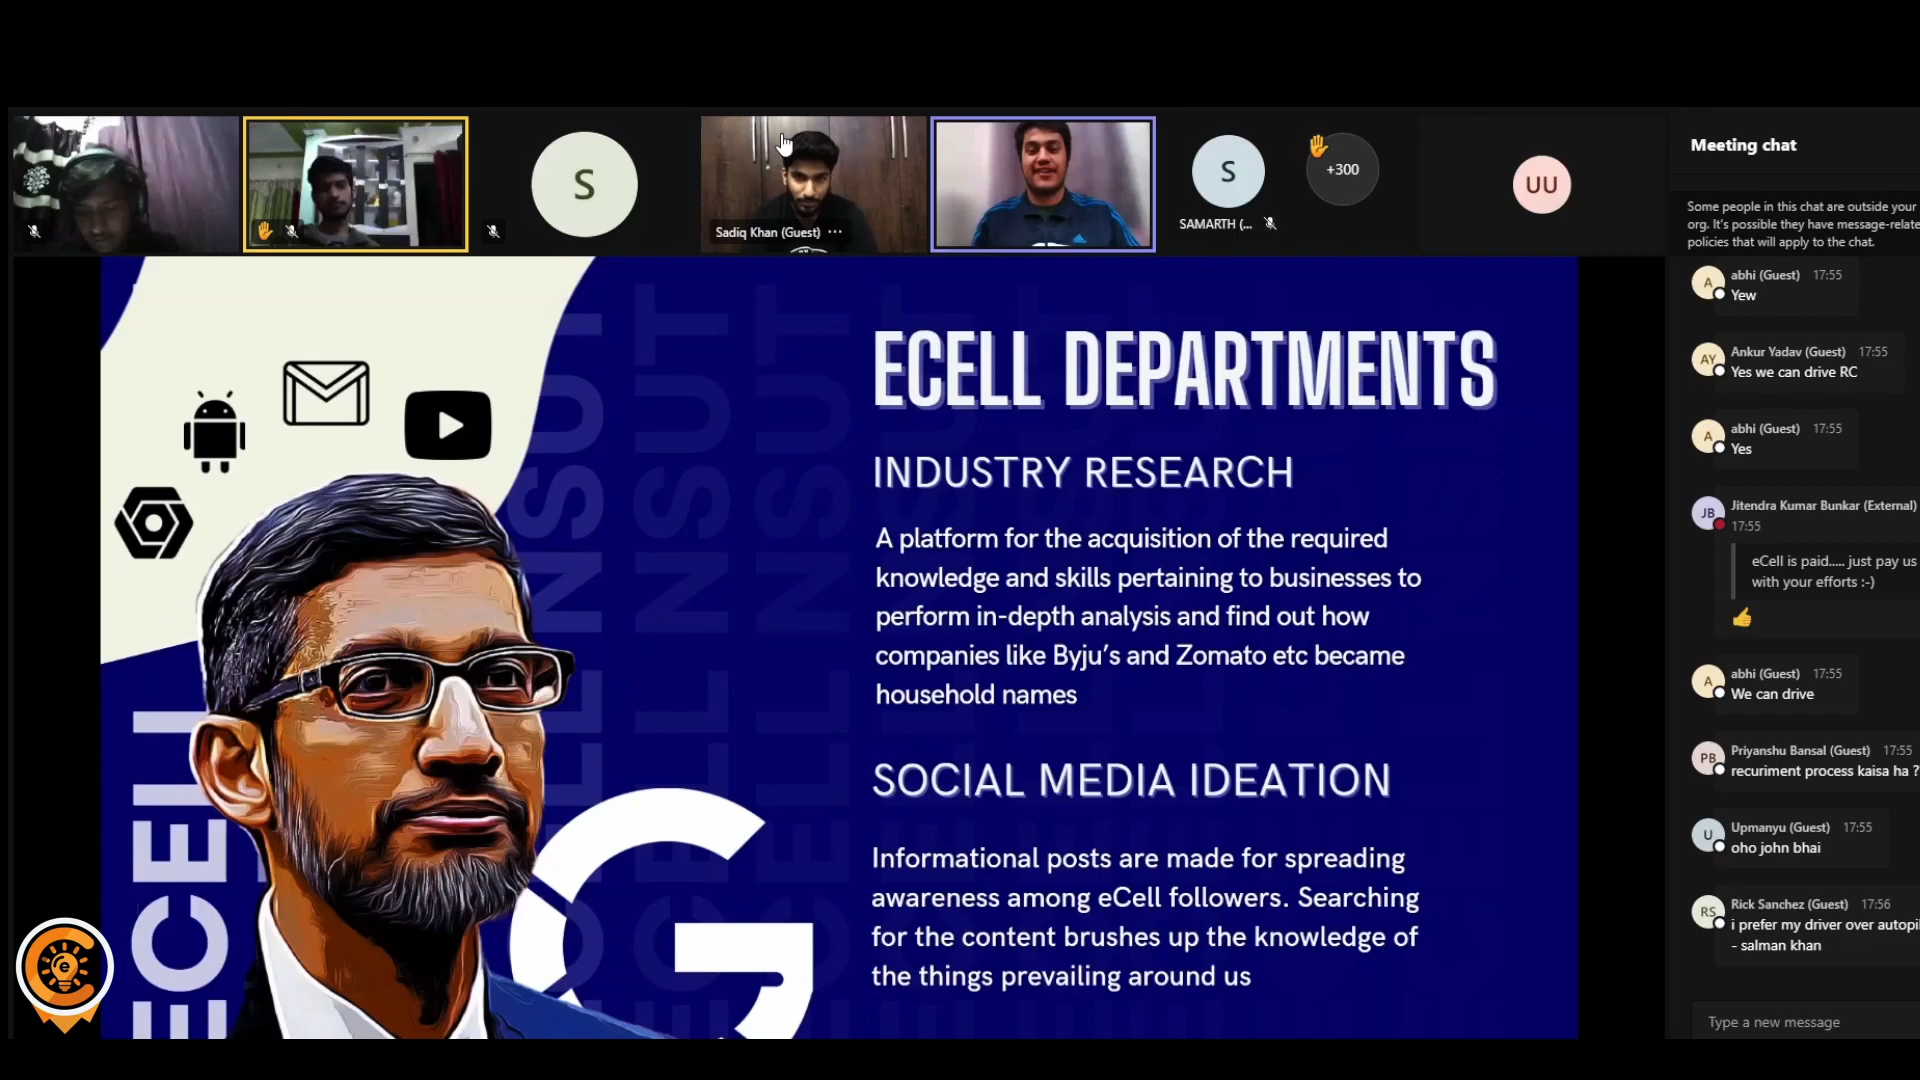 S
Sadiq Khan (Guest) ...
S
SAMARTH (...
+300
UU
Meeting chat
Some people in this chat are outside your
org. It's possible they have message-relate
policies that will apply to the chat.
A
abhi (Guest) 17:55
Yew
AY
Ankur Yadav (Guest) 17:55
Yes we can drive RC
A
abhi (Guest) 17:55
Yes
JB
Jitendra Kumar Bunkar (External)
17:55
eCell is paid..... just pay us
with your efforts :-)
👍
A
abhi (Guest) 17:55
We can drive
PB
Priyanshu Bansal (Guest) 17:55
recuriment process kaisa ha ?
U
Upmanyu (Guest) 17:55
oho john bhai
RS
Rick Sanchez (Guest) 17:56
i prefer my driver over autopil
- salman khan
Type a new message
ECELL DEPARTMENTS
INDUSTRY RESEARCH
A platform for the acquisition of the required
knowledge and skills pertaining to businesses to
perform in-depth analysis and find out how
companies like Byju's and Zomato etc became
household names
SOCIAL MEDIA IDEATION
Informational posts are made for spreading
awareness among eCell followers. Searching
for the content brushes up the knowledge of
the things prevailing around us
ECELL
ECELL NSUT
G
e